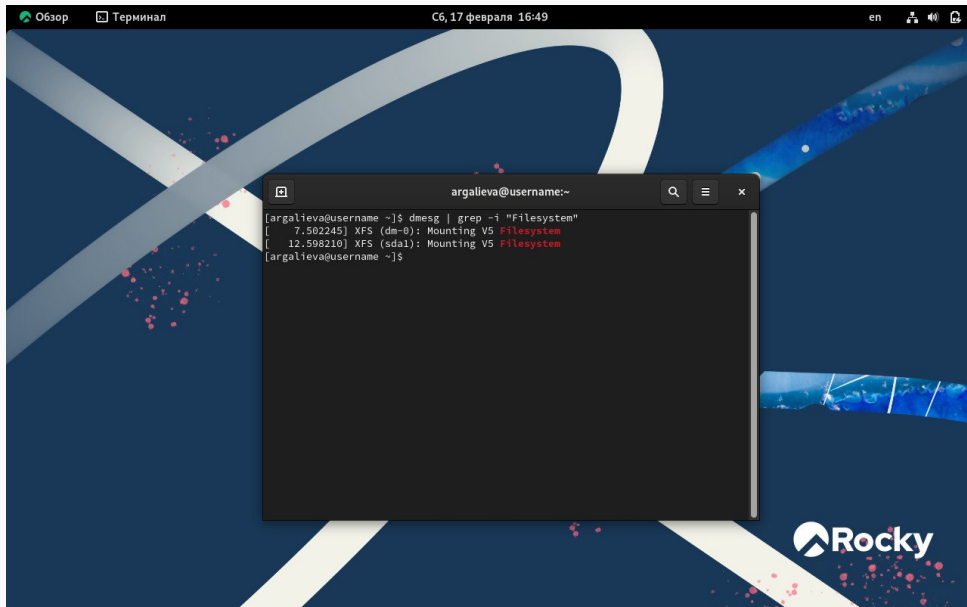 Обзор Терминал Сб, 17 февраля 16:49 en
argalieva@username:~
[argalieva@username ~]$ dmesg | grep -i "Filesystem"
[    7.502245] XFS (dm-0): Mounting V5 Filesystem
[   12.598210] XFS (sda1): Mounting V5 Filesystem
[argalieva@username ~]$
Rocky